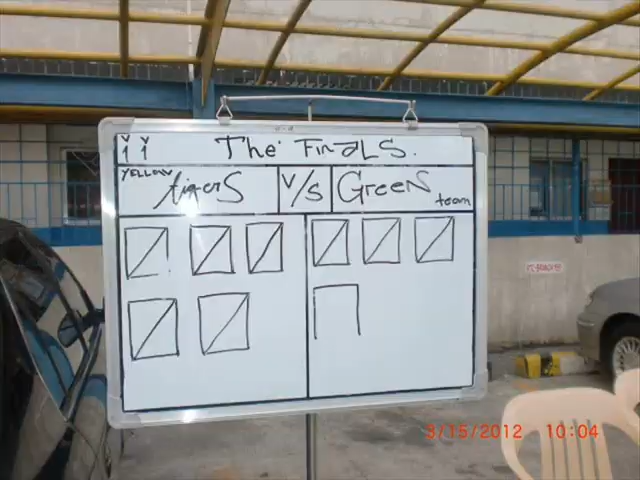 The Finals.
YELLOW tigers V/S Green team
3/15/2012 10:04